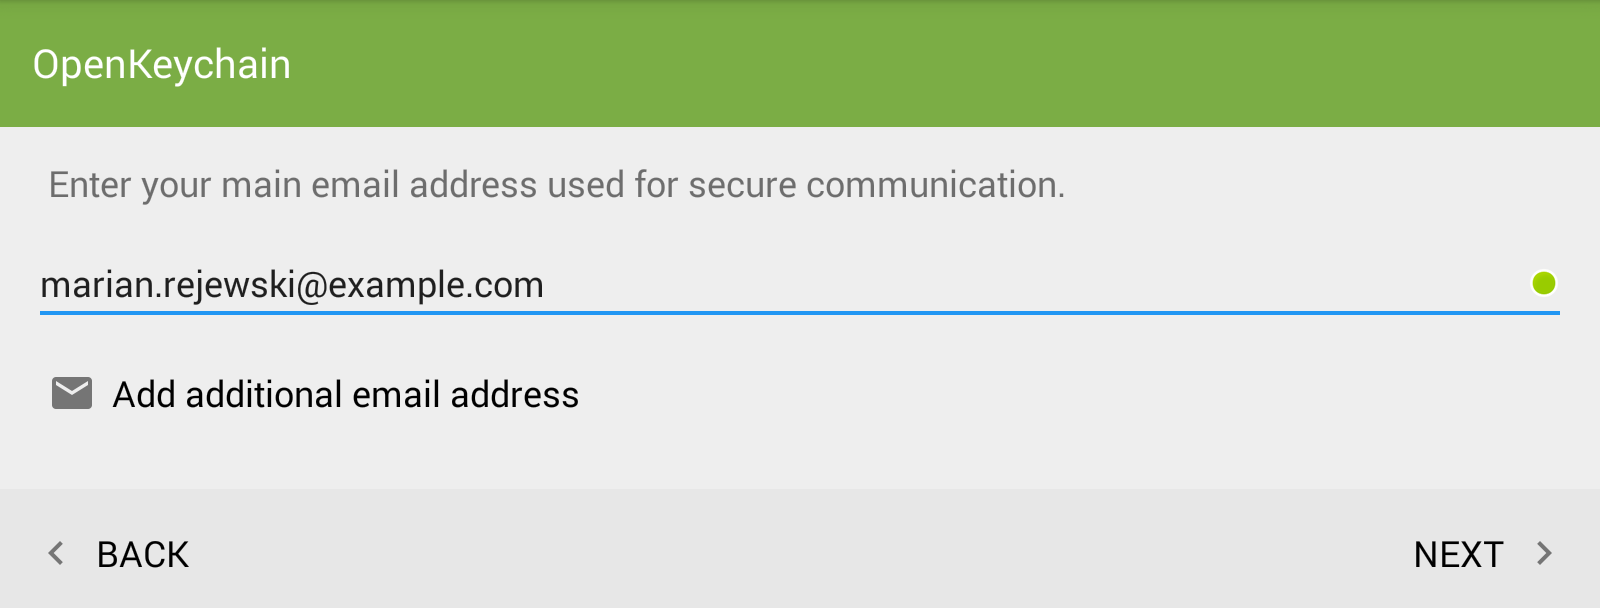 OpenKeychain
Enter your main email address used for secure communication.
marian.rejewski@example.com
Add additional email address
BACK
NEXT